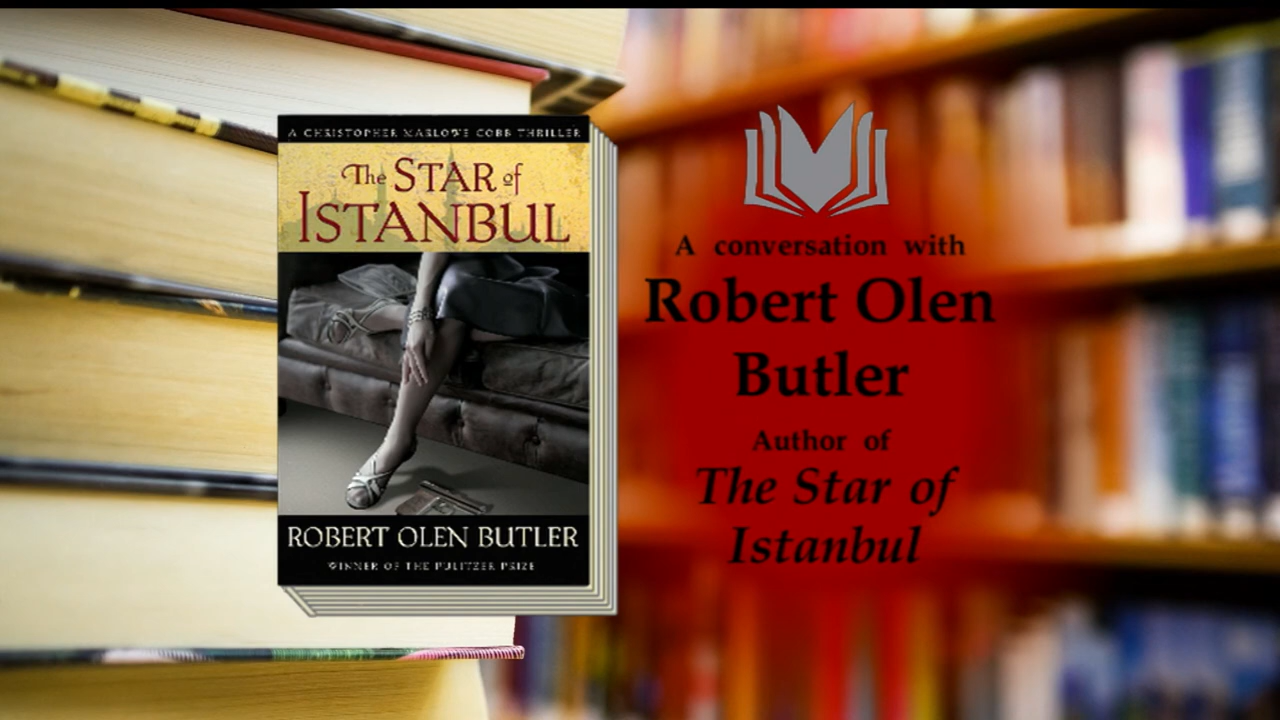 A CHRISTOPHER MARLOWE COBB THRILLER
The STAR of
ISTANBUL
ROBERT OLEN BUTLER
WINNER OF THE PULITZER PRIZE
A conversation with
Robert Olen
Butler
Author of
The Star of
Istanbul